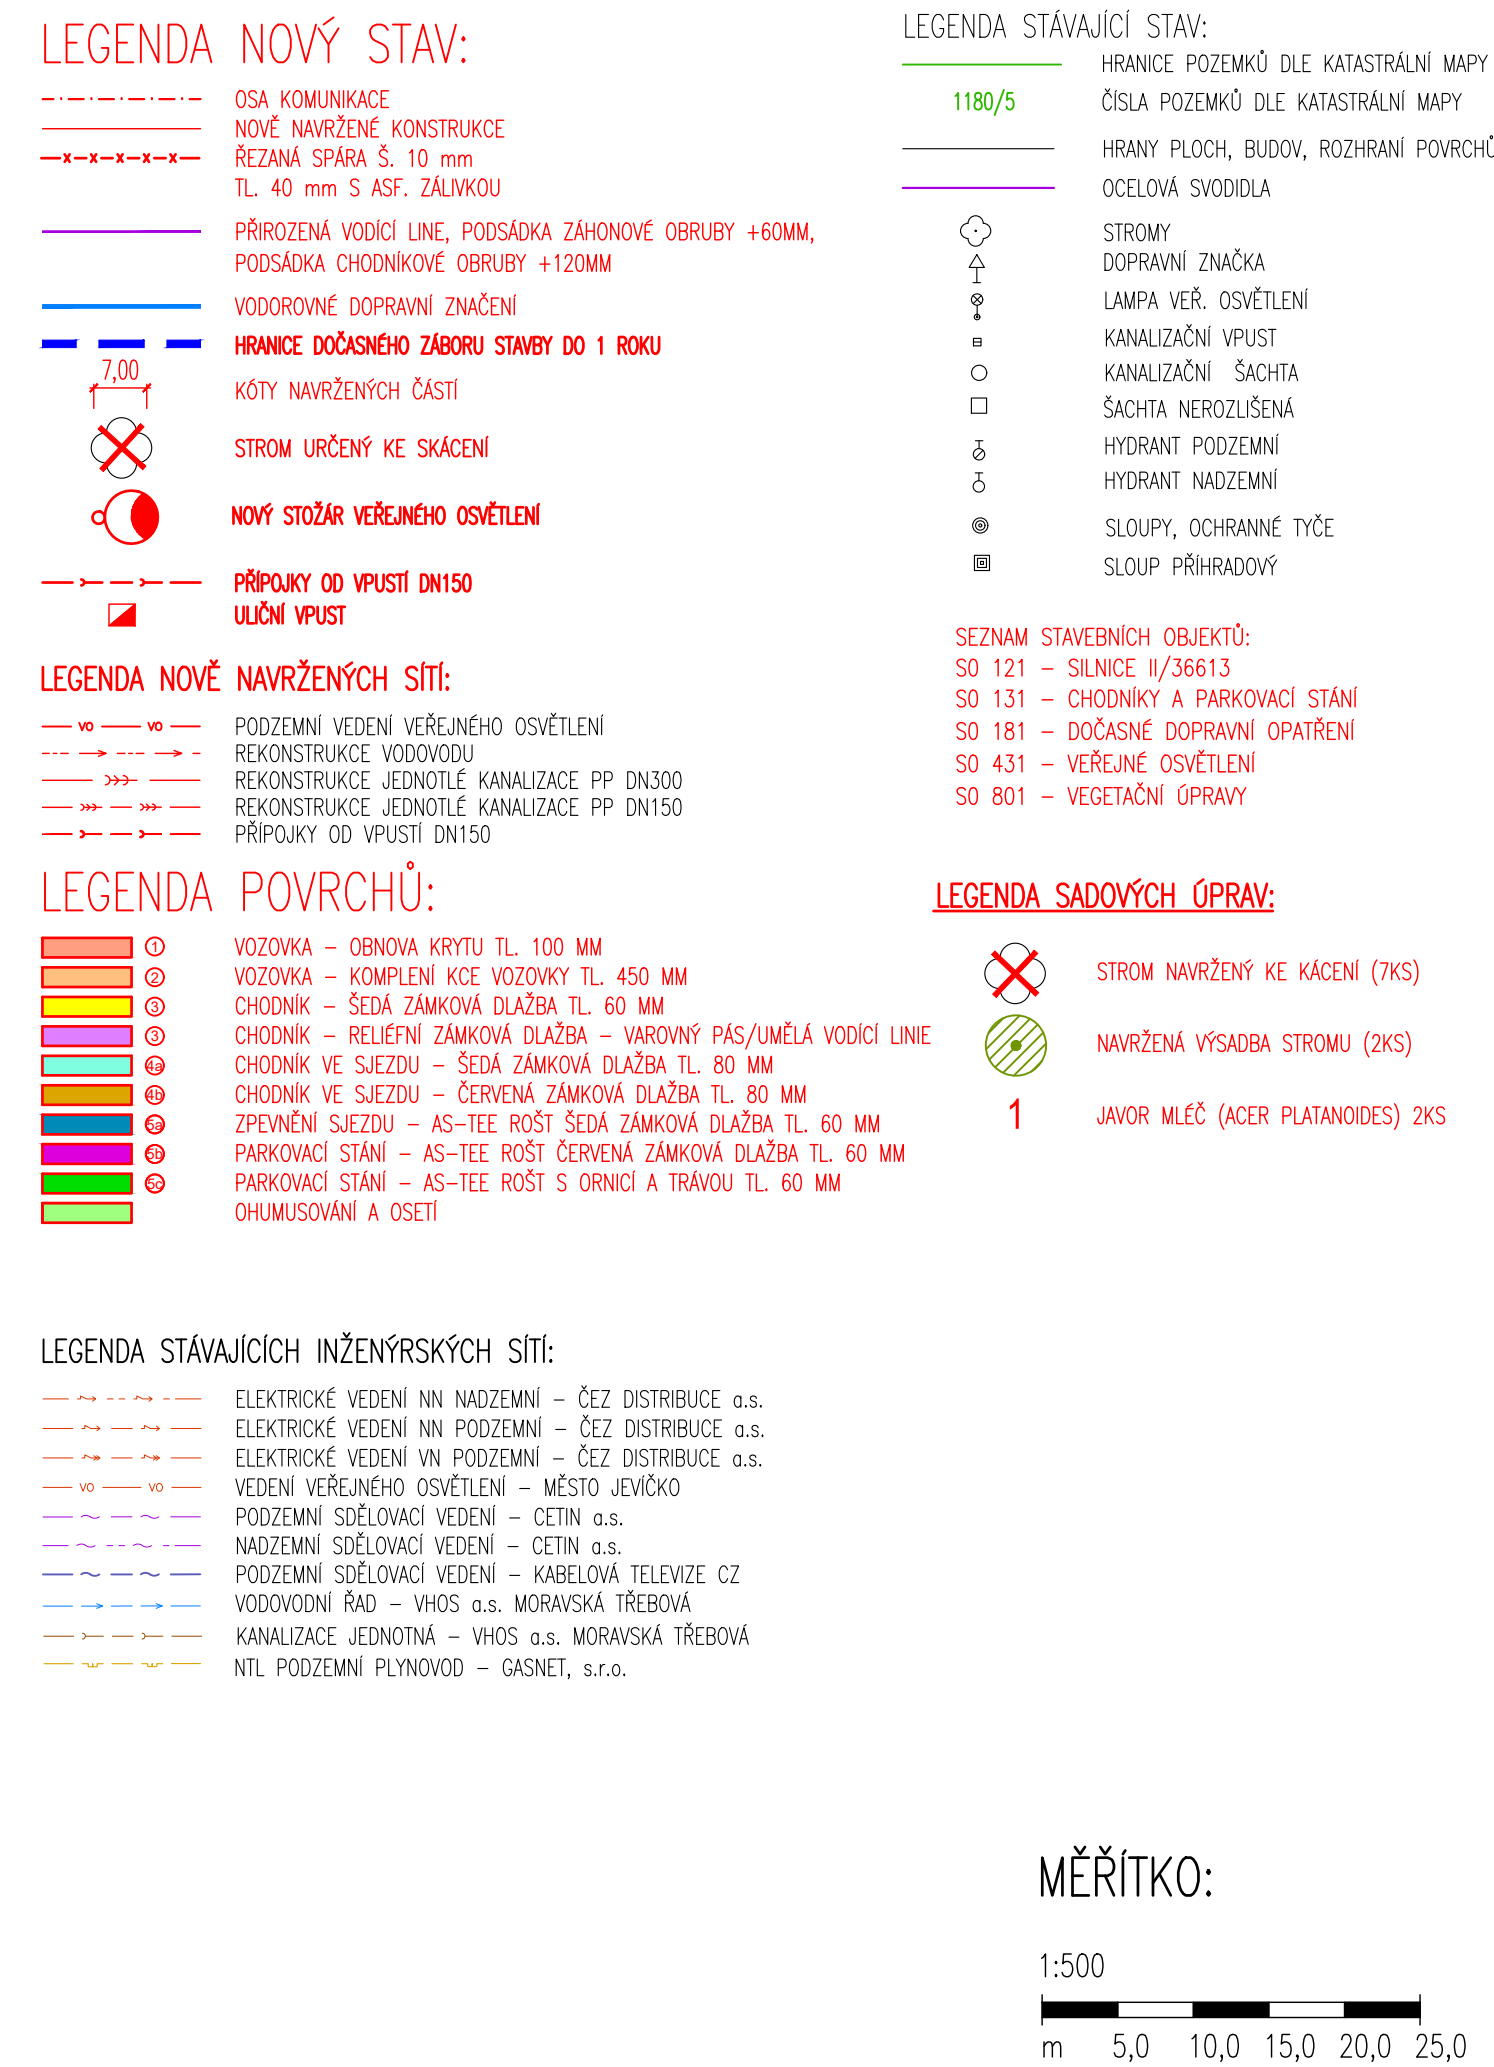 LEGENDA NOVÝ STAV:
OSA KOMUNIKACE
NOVĚ NAVRŽENÉ KONSTRUKCE
ŘEZANÁ SPÁRA Š. 10 mm
TL. 40 mm S ASF. ZÁLIVKOU
PŘIROZENÁ VODÍCÍ LINE, PODSÁDKA ZÁHONOVÉ OBRUBY +60MM,
PODSÁDKA CHODNÍKOVÉ OBRUBY +120MM
VODOROVNÉ DOPRAVNÍ ZNAČENÍ
HRANICE DOČASNÉHO ZÁBORU STAVBY DO 1 ROKU
7,00
KÓTY NAVRŽENÝCH ČÁSTÍ
STROM URČENÝ KE SKÁCENÍ
NOVÝ STOŽÁR VEŘEJNÉHO OSVĚTLENÍ
PŘÍPOJKY OD VPUSTÍ DN150
ULIČNÍ VPUST
LEGENDA NOVĚ NAVRŽENÝCH SÍTÍ:
VO VO PODZEMNÍ VEDENÍ VEŘEJNÉHO OSVĚTLENÍ
REKONSTRUKCE VODOVODU
REKONSTRUKCE JEDNOTLÉ KANALIZACE PP DN300
REKONSTRUKCE JEDNOTLÉ KANALIZACE PP DN150
PŘÍPOJKY OD VPUSTÍ DN150
LEGENDA POVRCHŮ:
1 VOZOVKA – OBNOVA KRYTU TL. 100 MM
2 VOZOVKA – KOMPLENÍ KCE VOZOVKY TL. 450 MM
3 CHODNÍK – ŠEDÁ ZÁMKOVÁ DLAŽBA TL. 60 MM
3 CHODNÍK – RELIÉFNÍ ZÁMKOVÁ DLAŽBA – VAROVNÝ PÁS/UMĚLÁ VODÍCÍ LINIE
4a CHODNÍK VE SJEZDU – ŠEDÁ ZÁMKOVÁ DLAŽBA TL. 80 MM
4b CHODNÍK VE SJEZDU – ČERVENÁ ZÁMKOVÁ DLAŽBA TL. 80 MM
5a ZPEVNĚNÍ SJEZDU – AS–TEE ROŠT ŠEDÁ ZÁMKOVÁ DLAŽBA TL. 60 MM
5b PARKOVACÍ STÁNÍ – AS–TEE ROŠT ČERVENÁ ZÁMKOVÁ DLAŽBA TL. 60 MM
5c PARKOVACÍ STÁNÍ – AS–TEE ROŠT S ORNICÍ A TRÁVOU TL. 60 MM
OHUMUSOVÁNÍ A OSETÍ
LEGENDA STÁVAJÍCÍCH INŽENÝRSKÝCH SÍTÍ:
ELEKTRICKÉ VEDENÍ NN NADZEMNÍ – ČEZ DISTRIBUCE a.s.
ELEKTRICKÉ VEDENÍ NN PODZEMNÍ – ČEZ DISTRIBUCE a.s.
ELEKTRICKÉ VEDENÍ VN PODZEMNÍ – ČEZ DISTRIBUCE a.s.
VO VO VEDENÍ VEŘEJNÉHO OSVĚTLENÍ – MĚSTO JEVÍČKO
PODZEMNÍ SDĚLOVACÍ VEDENÍ – CETIN a.s.
NADZEMNÍ SDĚLOVACÍ VEDENÍ – CETIN a.s.
PODZEMNÍ SDĚLOVACÍ VEDENÍ – KABELOVÁ TELEVIZE CZ
VODOVODNÍ ŘAD – VHOS a.s. MORAVSKÁ TŘEBOVÁ
KANALIZACE JEDNOTNÁ – VHOS a.s. MORAVSKÁ TŘEBOVÁ
NTL PODZEMNÍ PLYNOVOD – GASNET, s.r.o.
LEGENDA STÁVAJÍCÍ STAV:
HRANICE POZEMKŮ DLE KATASTRÁLNÍ MAPY
1180/5 ČÍSLA POZEMKŮ DLE KATASTRÁLNÍ MAPY
HRANY PLOCH, BUDOV, ROZHRANÍ POVRCHŮ
OCELOVÁ SVODIDLA
STROMY
DOPRAVNÍ ZNAČKA
LAMPA VEŘ. OSVĚTLENÍ
KANALIZAČNÍ VPUST
KANALIZAČNÍ ŠACHTA
ŠACHTA NEROZLIŠENÁ
HYDRANT PODZEMNÍ
HYDRANT NADZEMNÍ
SLOUPY, OCHRANNÉ TYČE
SLOUP PŘÍHRADOVÝ
SEZNAM STAVEBNÍCH OBJEKTŮ:
SO 121 – SILNICE II/36613
SO 131 – CHODNÍKY A PARKOVACÍ STÁNÍ
SO 181 – DOČASNÉ DOPRAVNÍ OPATŘENÍ
SO 431 – VEŘEJNÉ OSVĚTLENÍ
SO 801 – VEGETAČNÍ ÚPRAVY
LEGENDA SADOVÝCH ÚPRAV:
STROM NAVRŽENÝ KE KÁCENÍ (7KS)
NAVRŽENÁ VÝSADBA STROMU (2KS)
1 JAVOR MLÉČ (ACER PLATANOIDES) 2KS
MĚŘÍTKO:
1:500
m 5,0 10,0 15,0 20,0 25,0